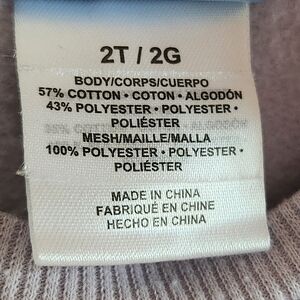 2T / 2G
BODY/CORPS/CUERPO
57% COTTON • COTON • ALGODÓN
43% POLYESTER • POLYESTER •
POLIÉSTER
MESH/MAILLE/MALLA
100% POLYESTER • POLYESTER •
POLIÉSTER
MADE IN CHINA
FABRIQUÉ EN CHINE
HECHO EN CHINA